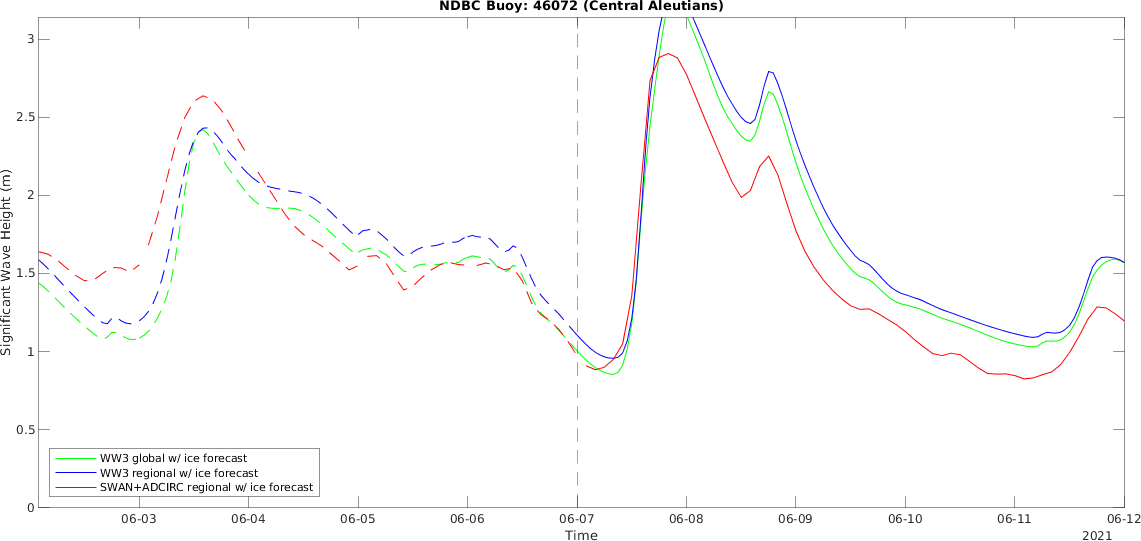 NDBC Buoy: 46072 (Central Aleutians)
3
2.5
2
1.5
1
0.5
0
Significant Wave Height (m)
WW3 global w/ ice forecast
WW3 regional w/ ice forecast
SWAN+ADCIRC regional w/ ice forecast
06-03 06-04 06-05 06-06 06-07 06-08 06-09 06-10 06-11 06-12
Time
2021